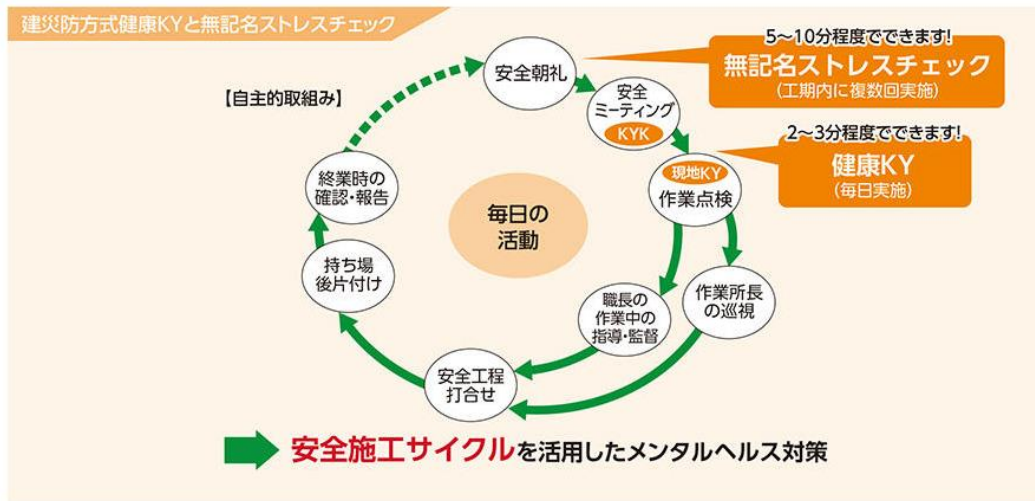 建災防方式健康KYと無記名ストレスチェック
5～10分程度でできます!
無記名ストレスチェック
(工期内に複数回実施)
安全朝礼
【自主的取組み】
安全
ミーティング
KYK
2～3分程度でできます!
健康KY
(毎日実施)
現地KY
作業点検
終業時の
確認・報告
毎日の
活動
持ち場
後片付け
作業所長
の巡視
職長の
作業中の
指導・監督
安全工程
打合せ
安全施工サイクルを活用したメンタルヘルス対策